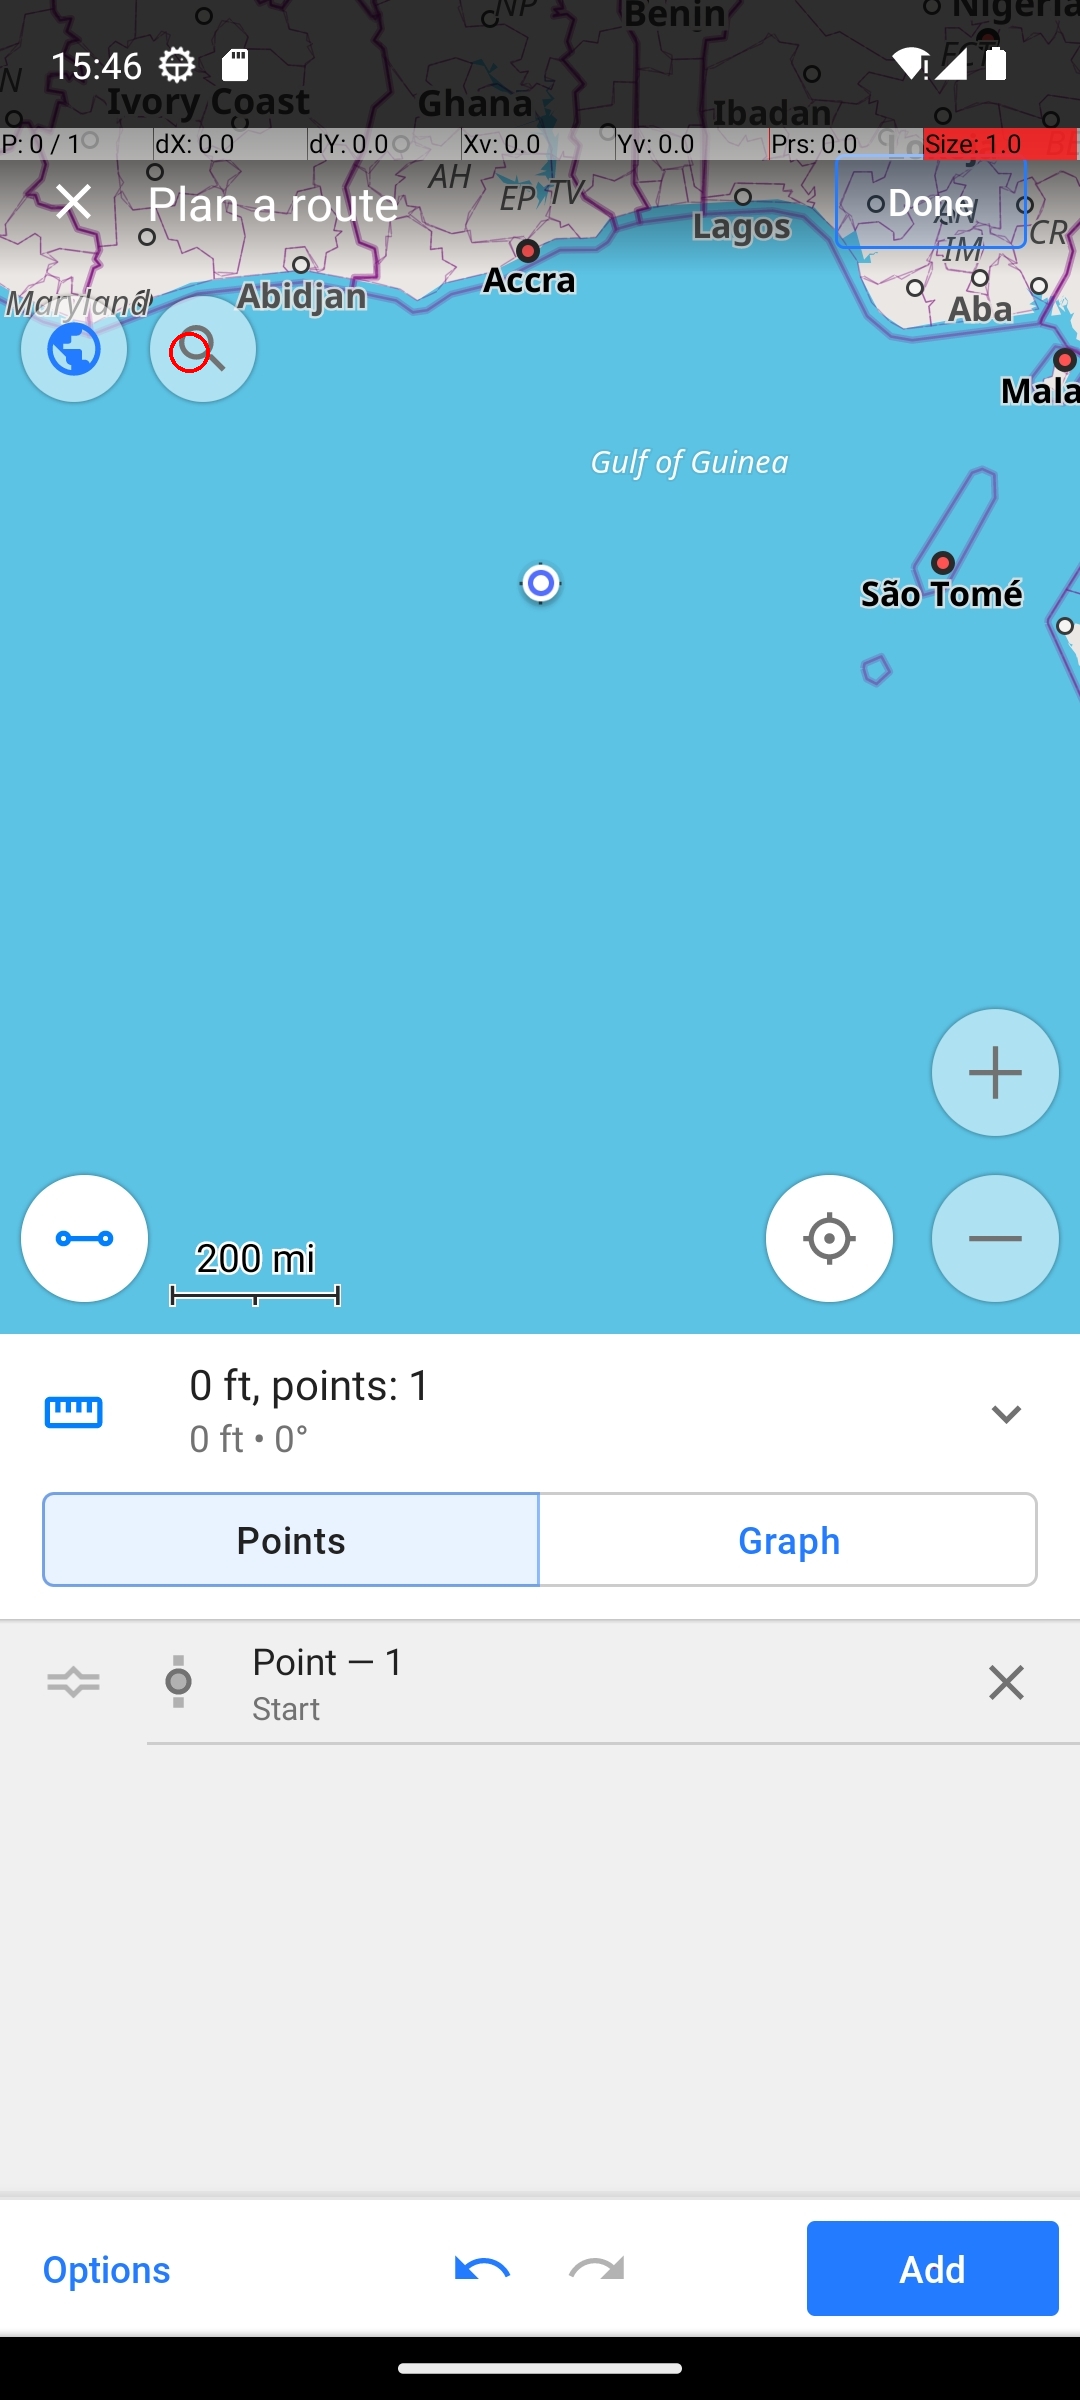 NP
Benin
Nigeria
15:46
N
Ivory Coast
Ghana
Ibadan
P: 0 / 1
dX: 0.0
dY: 0.0
Xv: 0.0
Yv: 0.0
Prs: 0.0
Size: 1.0
Plan a route
AH
EP
TV
Lagos
Done
AN
CR
IM
Maryland
Abidjan
Accra
Aba
Mala
Gulf of Guinea
São Tomé
200 mi
0 ft, points: 1
0 ft • 0°
Points
Graph
Point — 1
Start
Options
Add